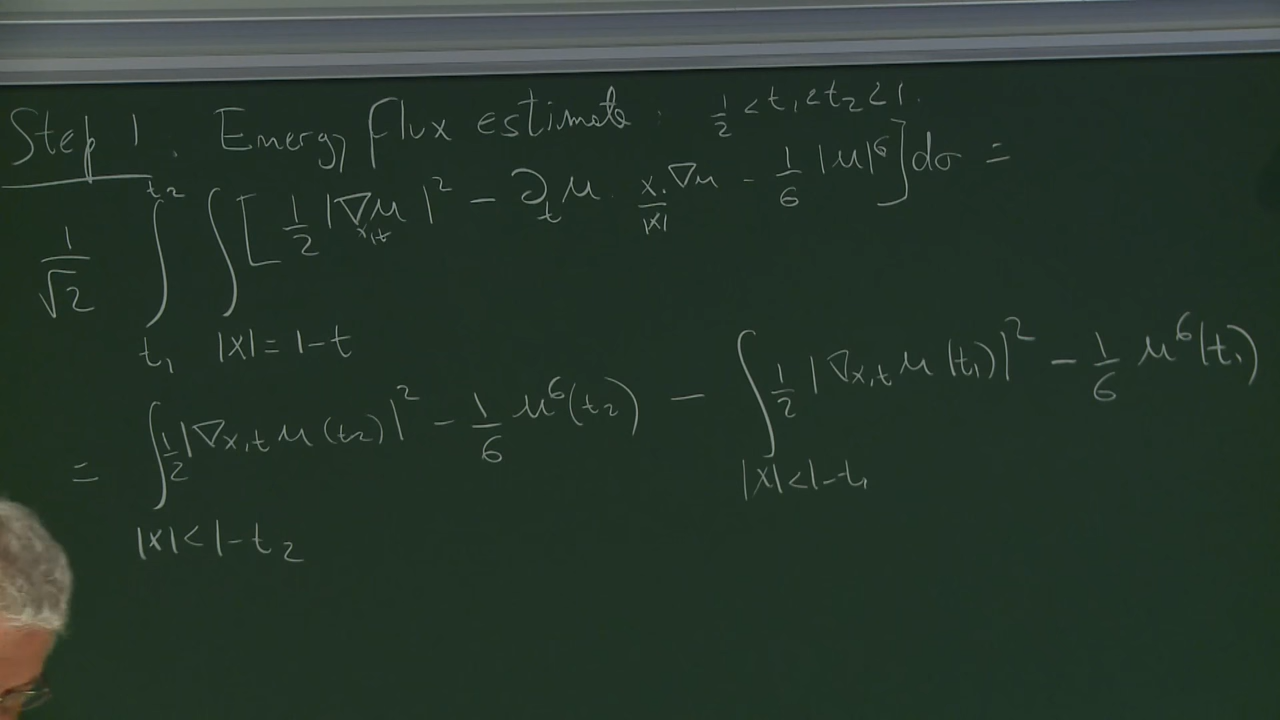 Step 1. Energy flux estimate : 1/2 < t₁ < t₂ < 1.
1/√2 ∫_{t₁}^{t₂} ∫_{|x|=1-t} [ 1/2 |∇_{x,t} u|² - ∂_t u · x/|x| · ∇u - 1/6 |u|⁶ ] dσ =
= ∫_{|x|<1-t₂} 1/2 |∇_{x,t} u(t₂)|² - 1/6 u⁶(t₂) - ∫_{|x|<1-t₁} 1/2 |∇_{x,t} u(t₁)|² - 1/6 u⁶(t₁)